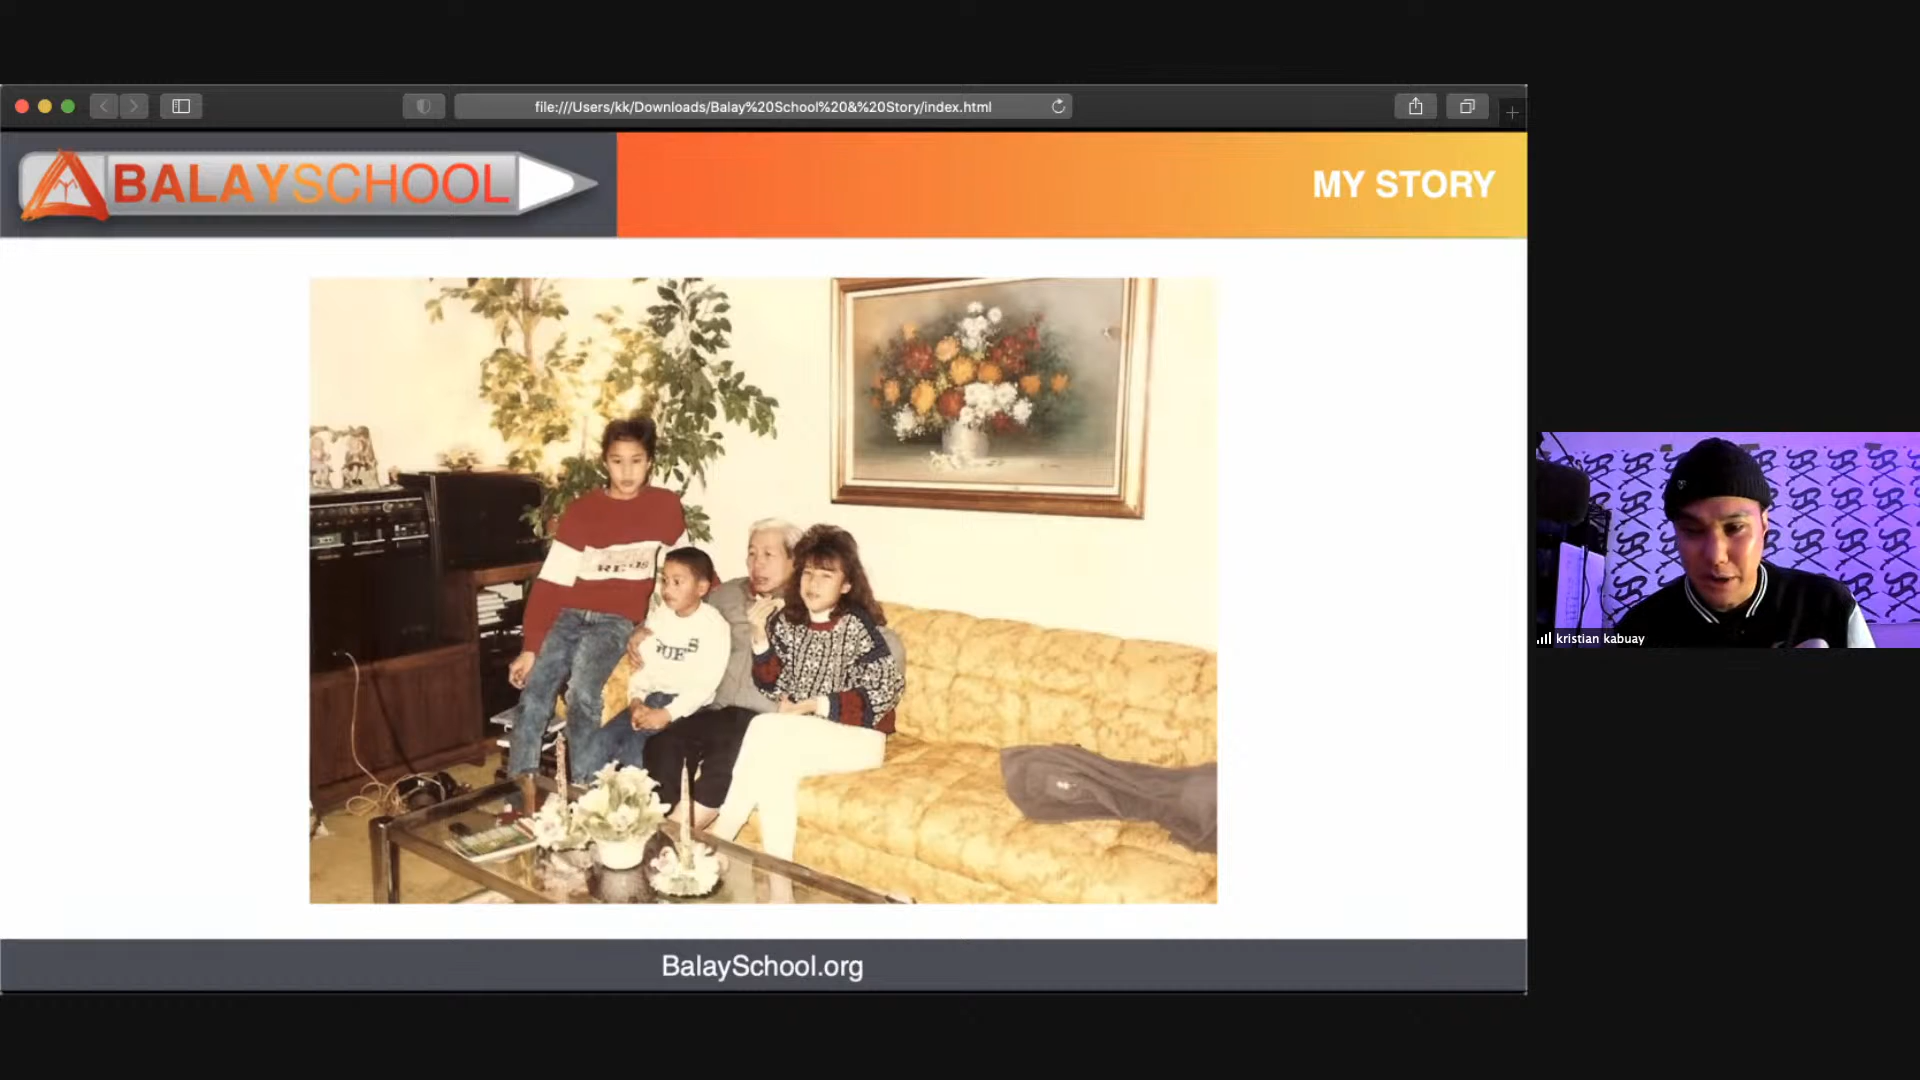 file:///Users/kk/Downloads/Balay%20School%20&%20Story/index.html
BALAYSCHOOL
MY STORY
kristian kabuay
BalaySchool.org